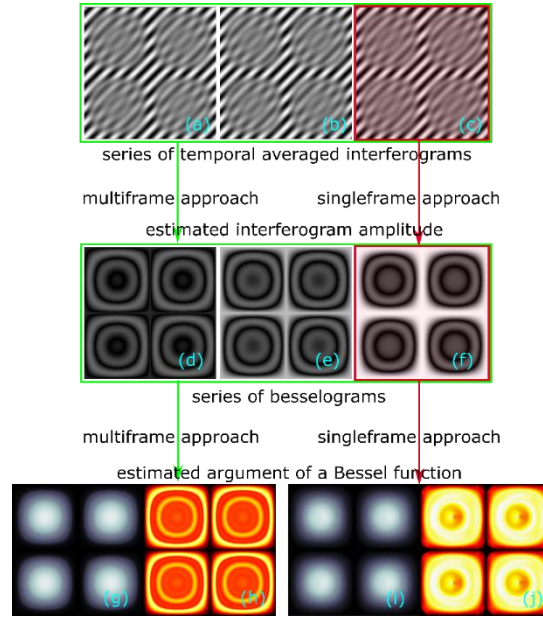 (a) (b) (c)
series of temporal averaged interferograms
multiframe approach singleframe approach
estimated interferogram amplitude
(d) (e) (f)
series of besselograms
multiframe approach singleframe approach
estimated argument of a Bessel function
(g) (h) (i) (j)